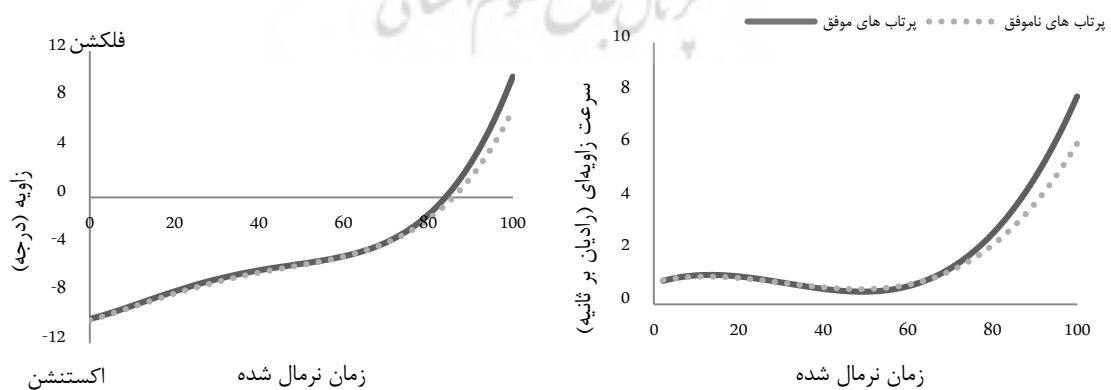 پرتاب های موفق پرتاب های ناموفق
فلکشن
12
8
4
0
-4
-8
-12
0 20 40 60 80 100
زاویه (درجه)
اکستنشن
زمان نرمال شده
10
8
6
4
2
0
0 20 40 60 80 100
سرعت زاویه‌ای (رادیان بر ثانیه)
زمان نرمال شده